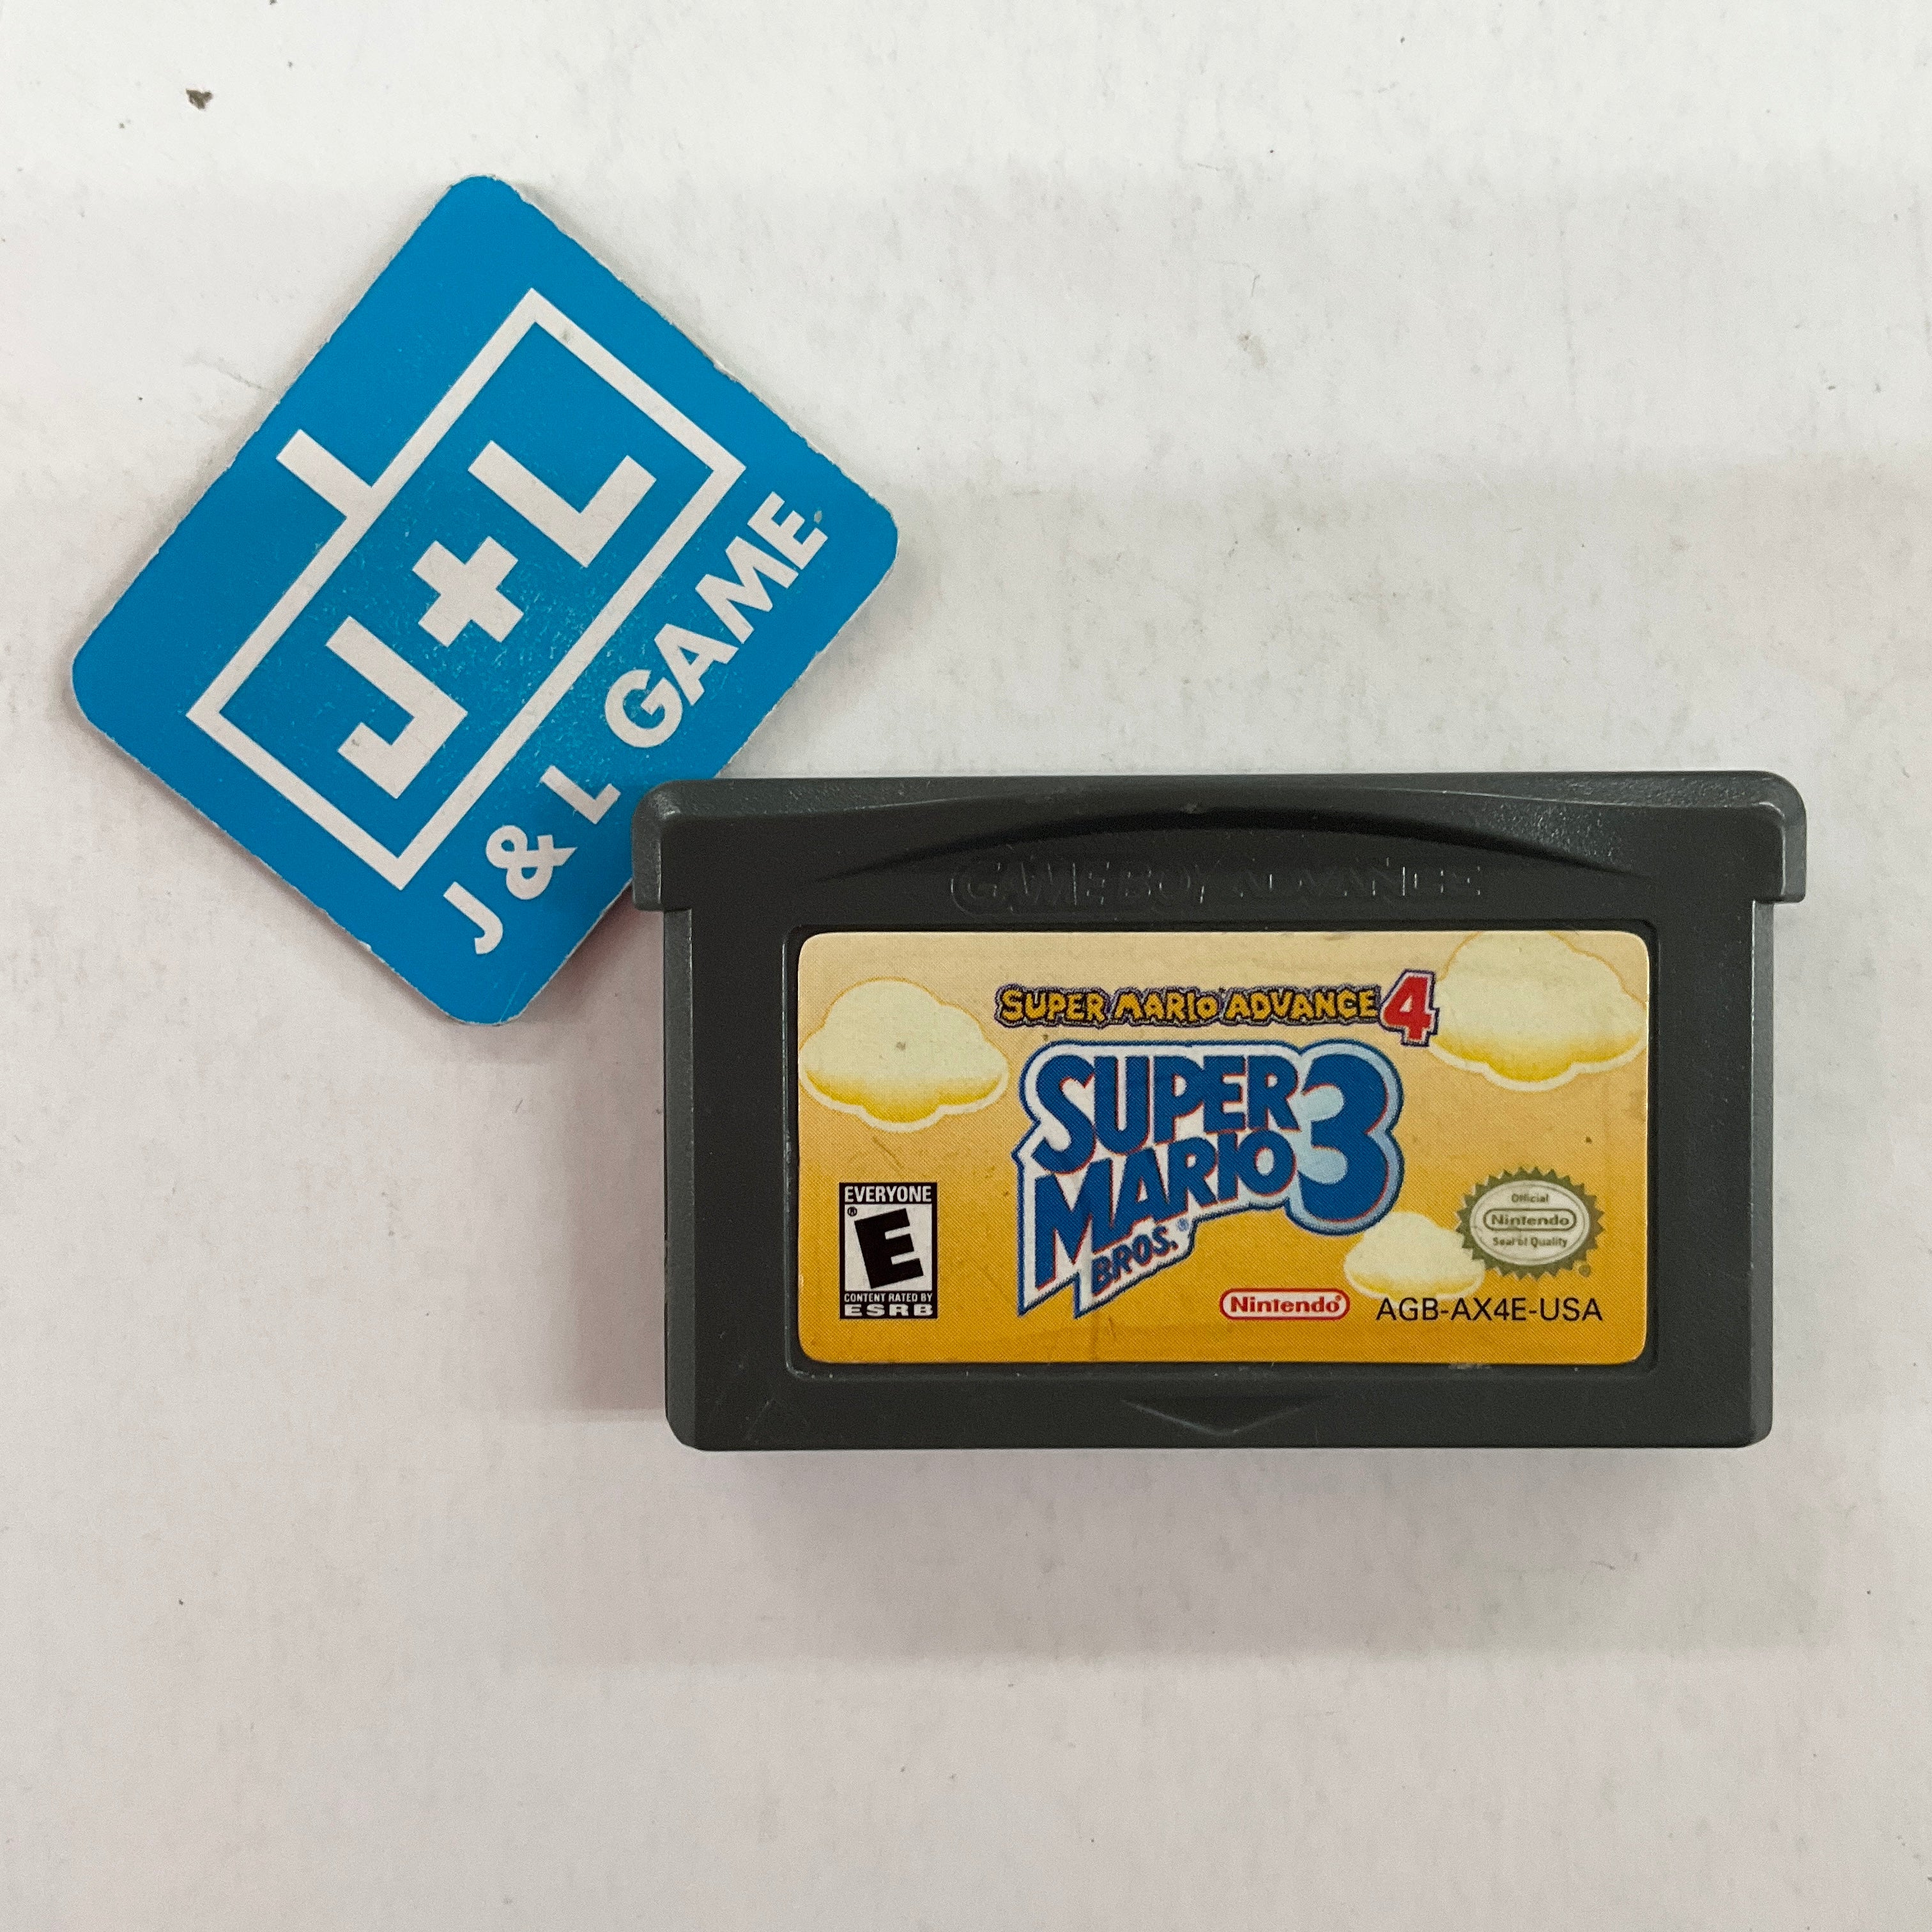 J+L
J & L GAME
GAME BOY ADVANCE
SUPER MARIO ADVANCE 4
SUPER
MARIO 3
BROS.®
EVERYONE
E
®
CONTENT RATED BY
ESRB
Official
Nintendo
Seal of Quality
®
Nintendo®
AGB-AX4E-USA